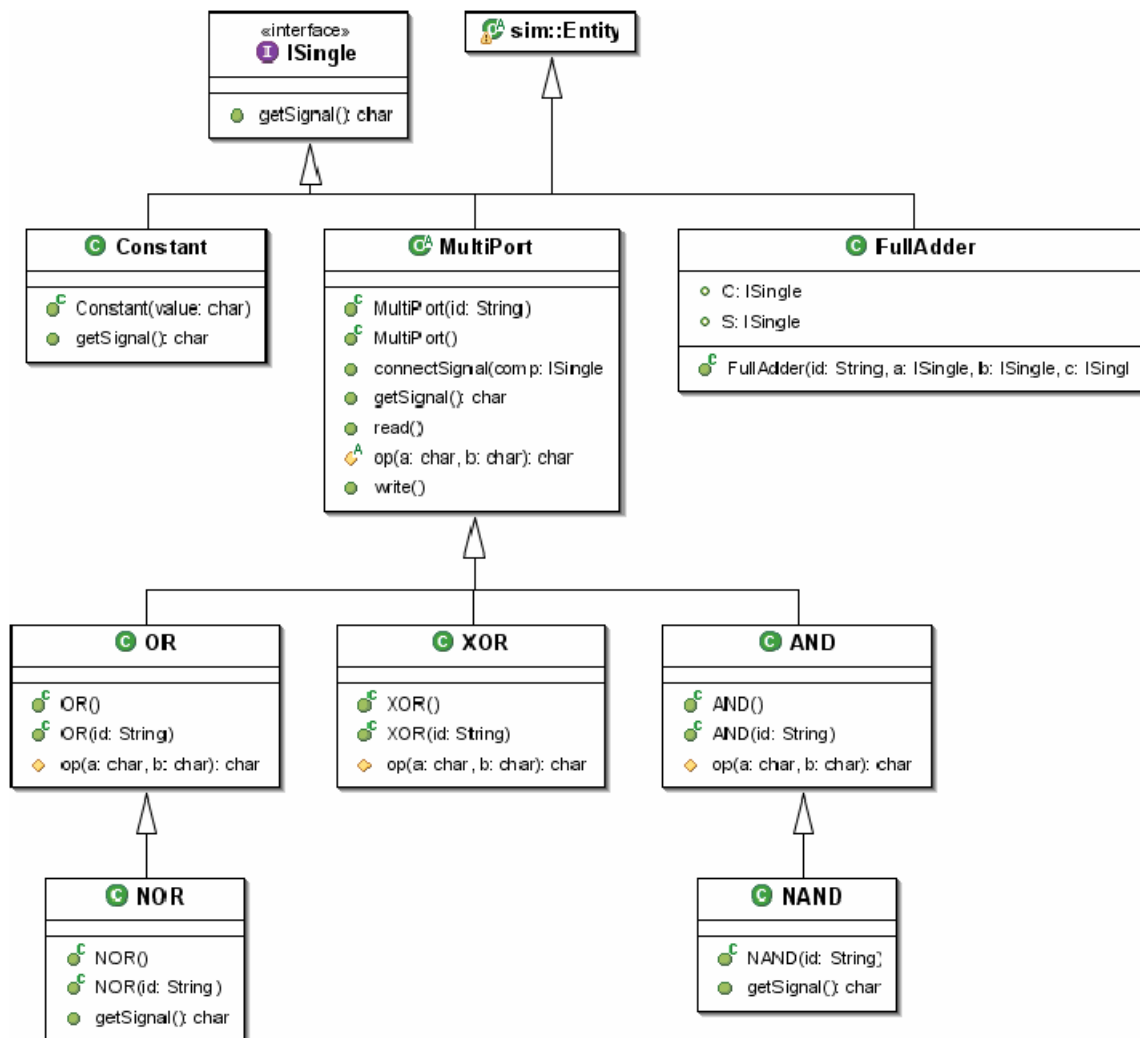 «interface»
ISingle
getSignal(): char
sim::Entity
Constant
Constant(value: char)
getSignal(): char
MultiPort
MultiPort(id: String)
MultiPort()
connectSignal(comp: ISingle
getSignal(): char
read()
op(a: char, b: char): char
write()
FullAdder
C: ISingle
S: ISingle
FullAdder(id: String, a: ISingle, b: ISingle, c: ISingl
OR
OR()
OR(id: String)
op(a: char, b: char): char
XOR
XOR()
XOR(id: String)
op(a: char, b: char): char
AND
AND()
AND(id: String)
op(a: char, b: char): char
NOR
NOR()
NOR(id: String)
getSignal(): char
NAND
NAND(id: String)
getSignal(): char